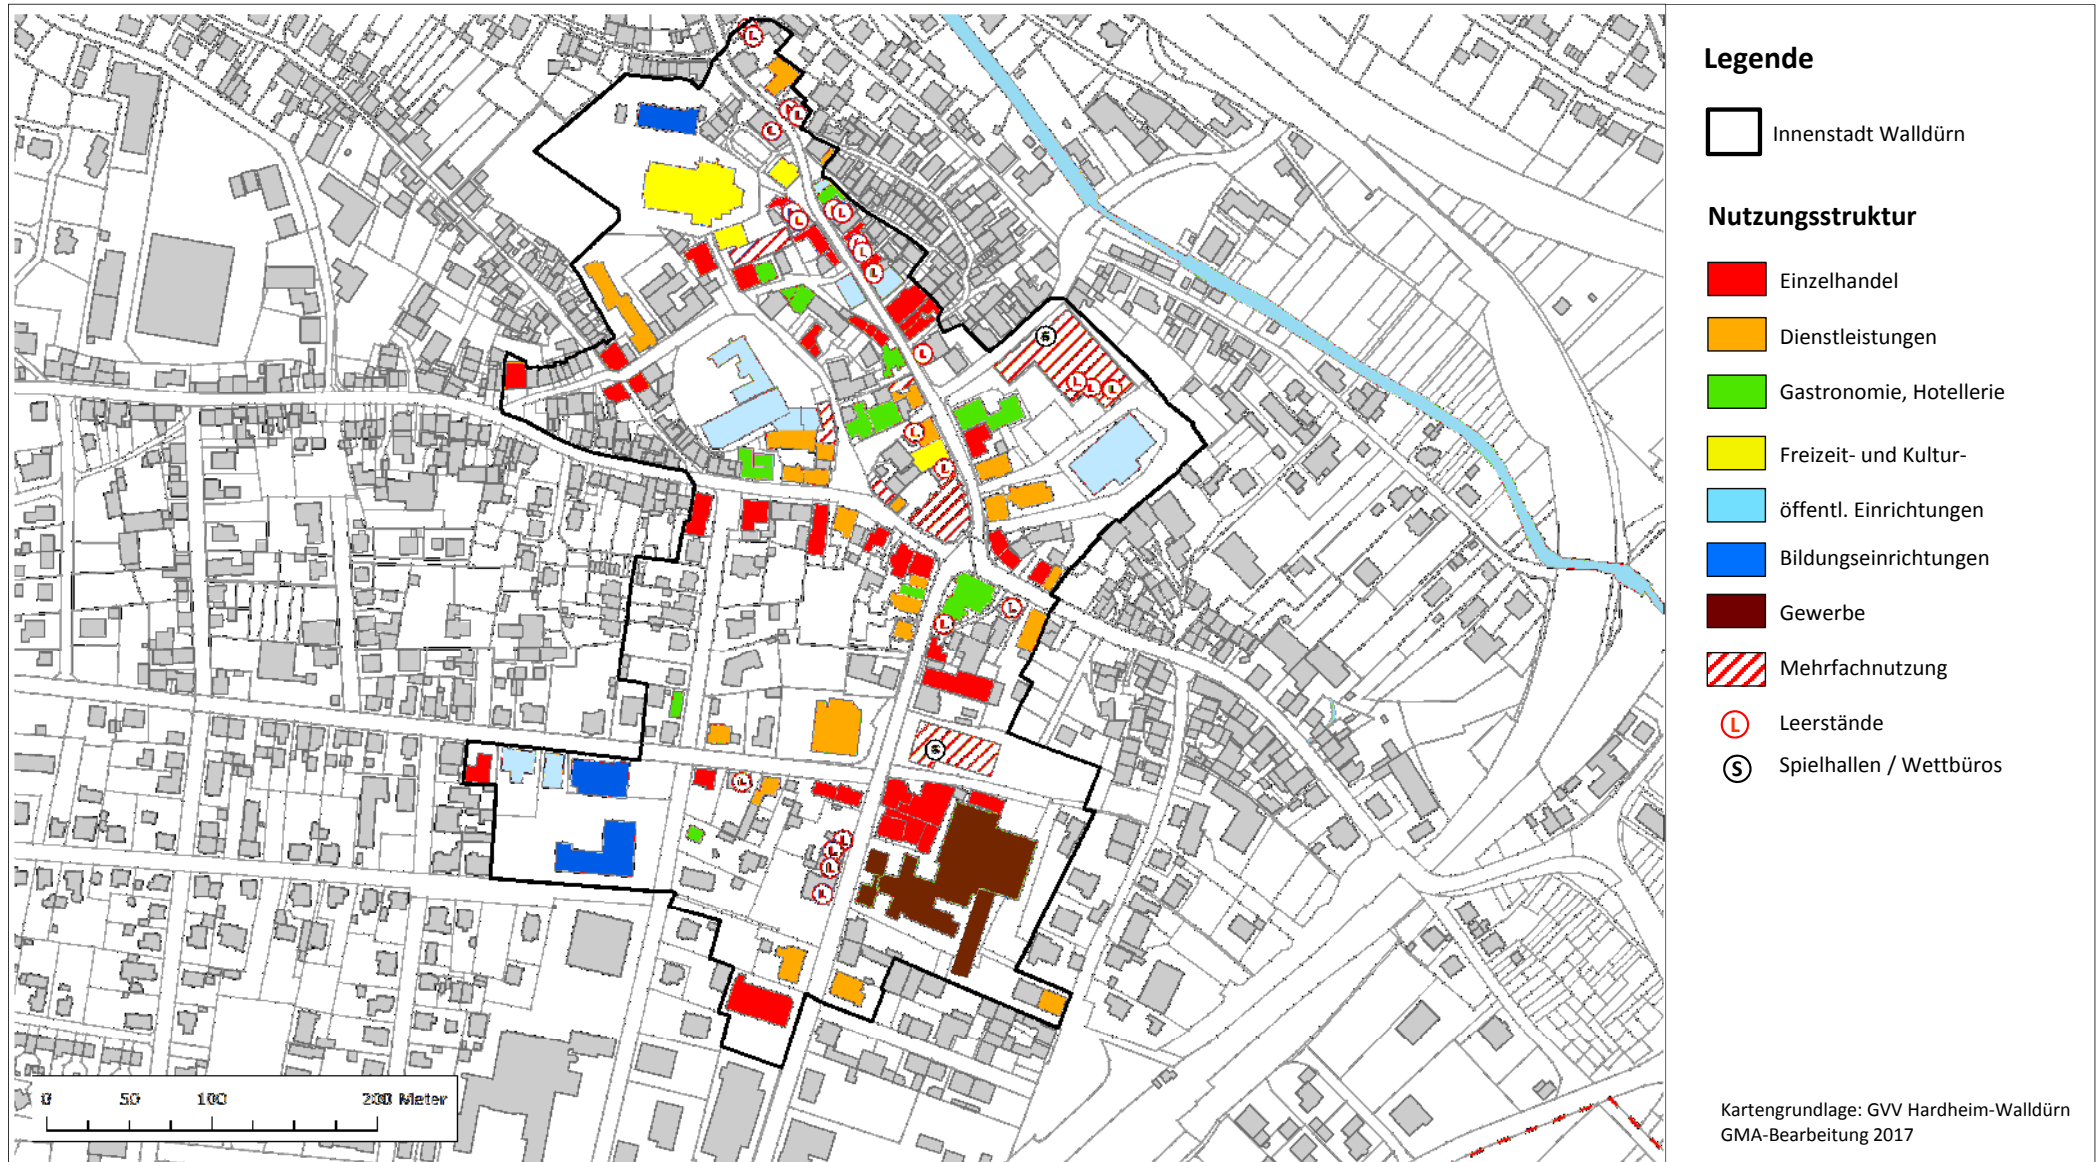 Legende
Innenstadt Walldürn
Nutzungsstruktur
Einzelhandel
Dienstleistungen
Gastronomie, Hotellerie
Freizeit- und Kultur-
öffentl. Einrichtungen
Bildungseinrichtungen
Gewerbe
Mehrfachnutzung
L Leerstände
S Spielhallen / Wettbüros
Kartengrundlage: GVV Hardheim-Walldürn
GMA-Bearbeitung 2017
0 50 100 200 Meter
L
L
L
L
L
L
L
L
L
L
L
L
L
S
L
L
L
L
L
L
L
S
L
L
L
L
L